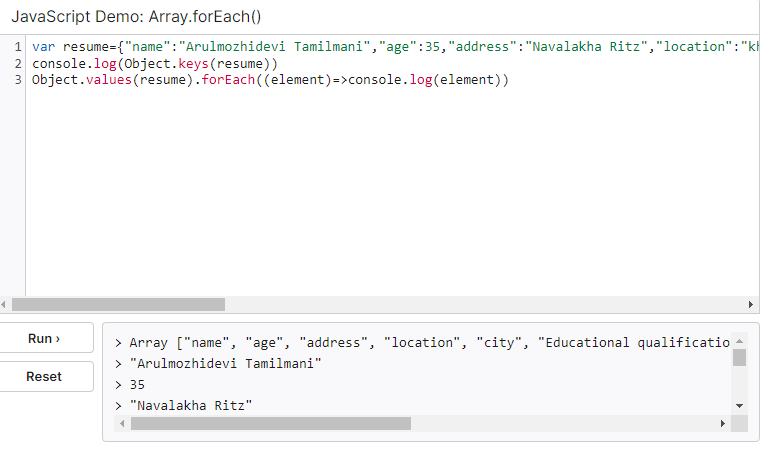 JavaScript Demo: Array.forEach()
1 var resume={"name":"Arulmozhidevi Tamilmani","age":35,"address":"Navalakha Ritz","location":"kh
2 console.log(Object.keys(resume))
3 Object.values(resume).forEach((element)=>console.log(element))
Run ›
> Array ["name", "age", "address", "location", "city", "Educational qualificatio
> "Arulmozhidevi Tamilmani"
Reset
> 35
> "Navalakha Ritz"